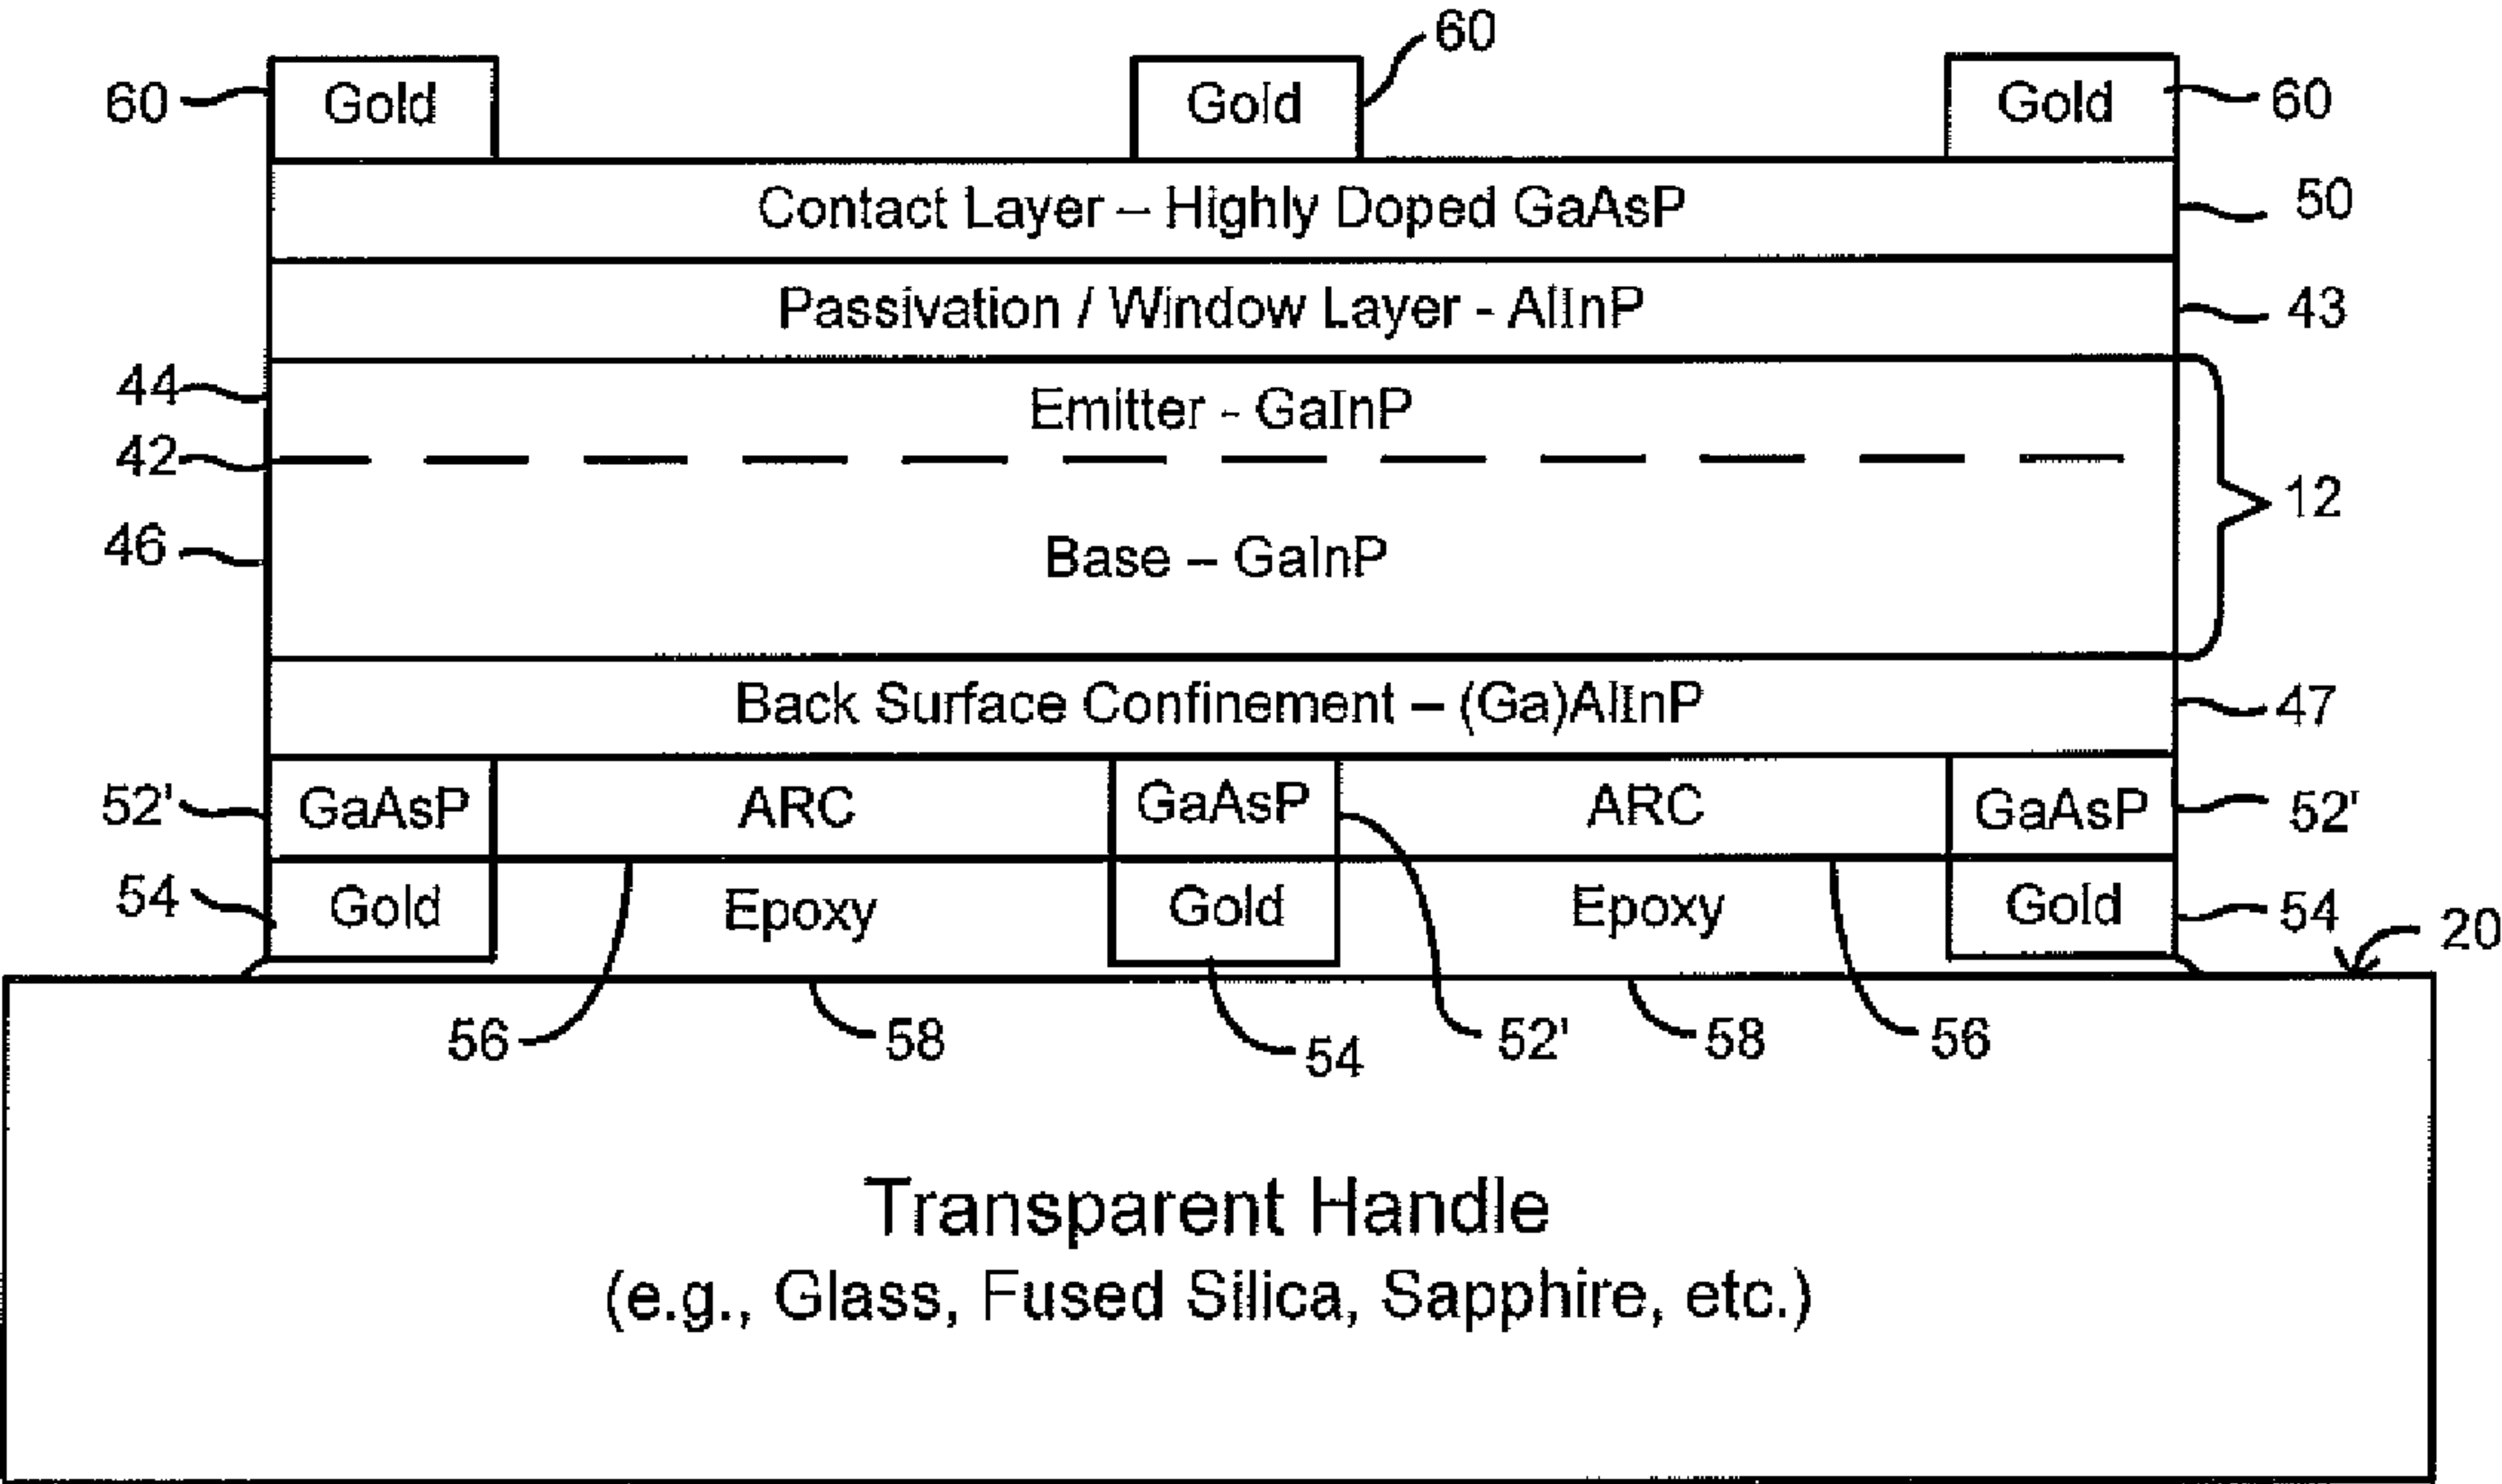 60
Gold
60
Gold
Gold
60
Contact Layer – Highly Doped GaAsP
50
Passivation / Window Layer - AlInP
43
44
Emitter - GaInP
42
12
46
Base – GaInP
Back Surface Confinement – (Ga)AlInP
47
52'
GaAsP
ARC
GaAsP
ARC
GaAsP
52'
54
Gold
Epoxy
Gold
Epoxy
Gold
54
20
56
58
54
52'
58
56
Transparent Handle
(e.g., Glass, Fused Silica, Sapphire, etc.)